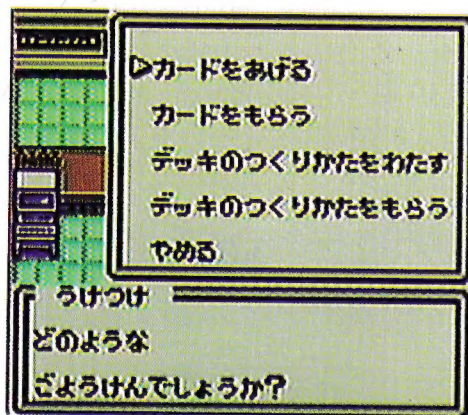 ▷カードをあげる
カードをもらう
デッキのつくりかたをわたす
デッキのつくりかたをもらう
やめる
うけつけ
どのような
ごようけんでしょうか?